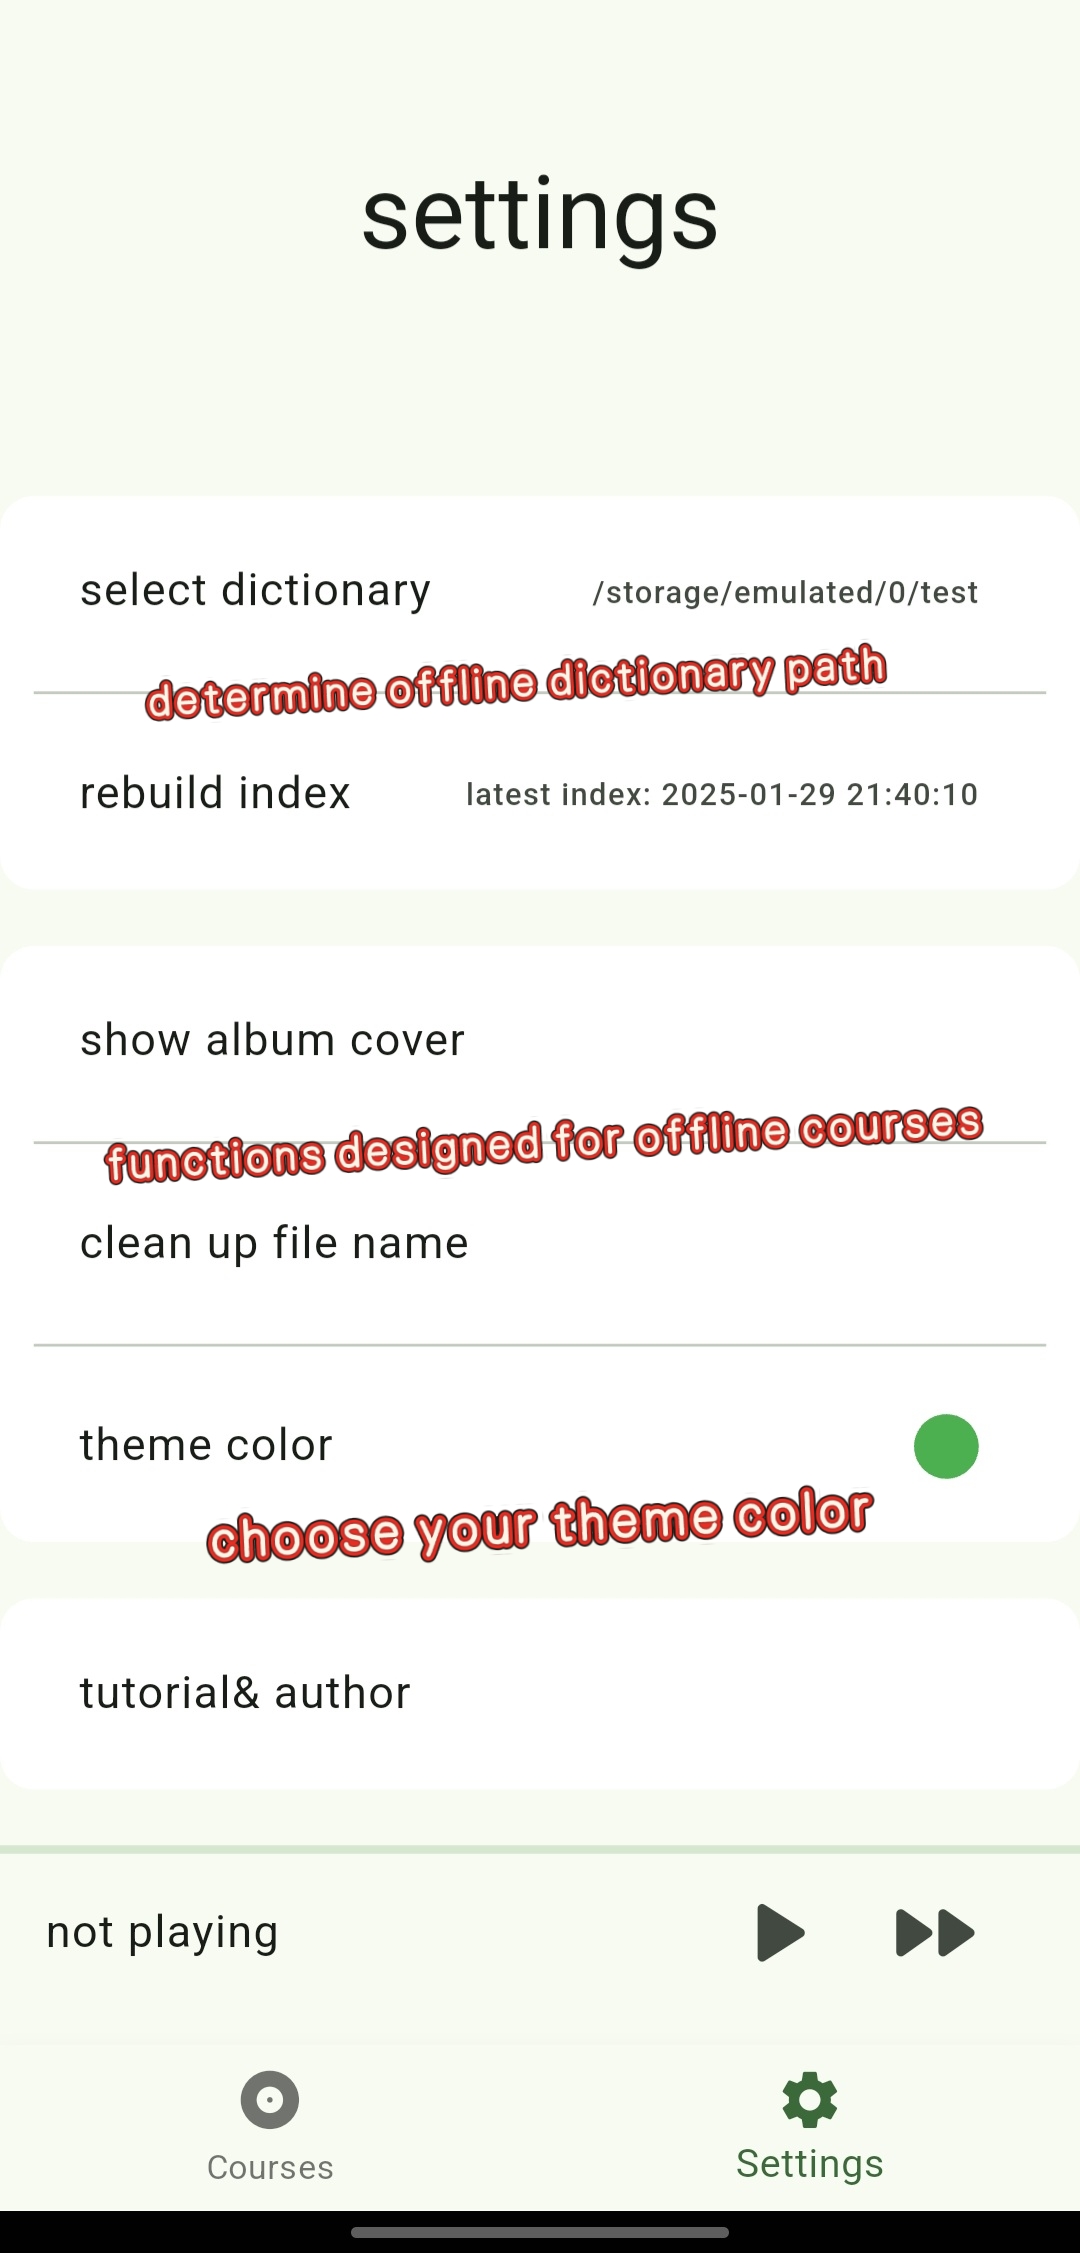 settings
select dictionary /storage/emulated/0/test
determine offline dictionary path
rebuild index latest index: 2025-01-29 21:40:10
show album cover
functions designed for offline courses
clean up file name
theme color
choose your theme color
tutorial& author
not playing
Courses Settings